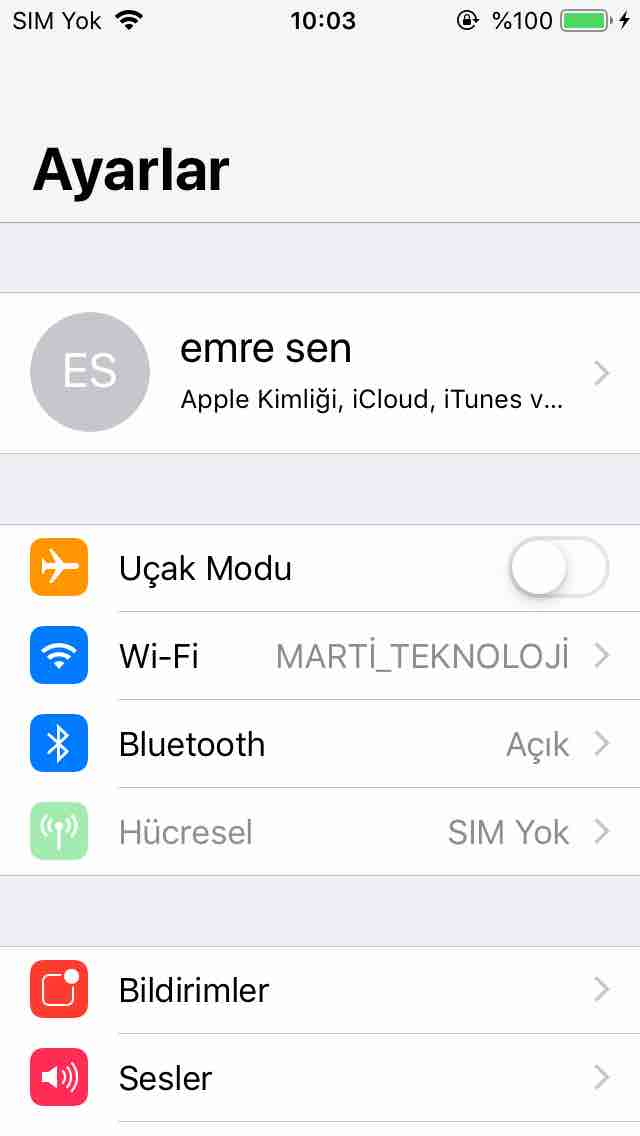 SIM Yok 10:03 %100
Ayarlar
ES
emre sen
Apple Kimliği, iCloud, iTunes v...
Uçak Modu
Wi-Fi MARTİ_TEKNOLOJİ
Bluetooth Açık
Hücresel SIM Yok
Bildirimler
Sesler